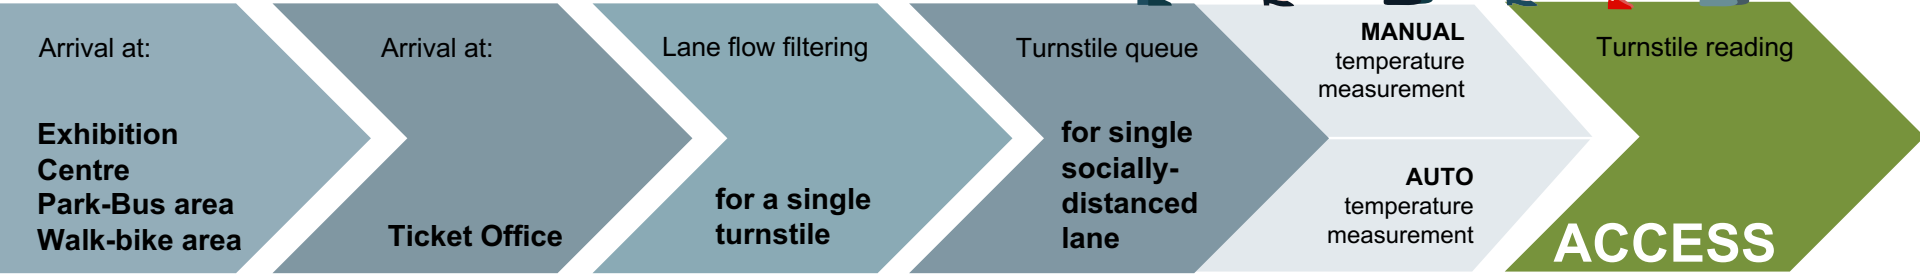 Arrival at:
Exhibition
Centre
Park-Bus area
Walk-bike area
Arrival at:
Ticket Office
Lane flow filtering
for a single
turnstile
Turnstile queue
for single
socially-
distanced
lane
MANUAL
temperature
measurement
AUTO
temperature
measurement
Turnstile reading
ACCESS